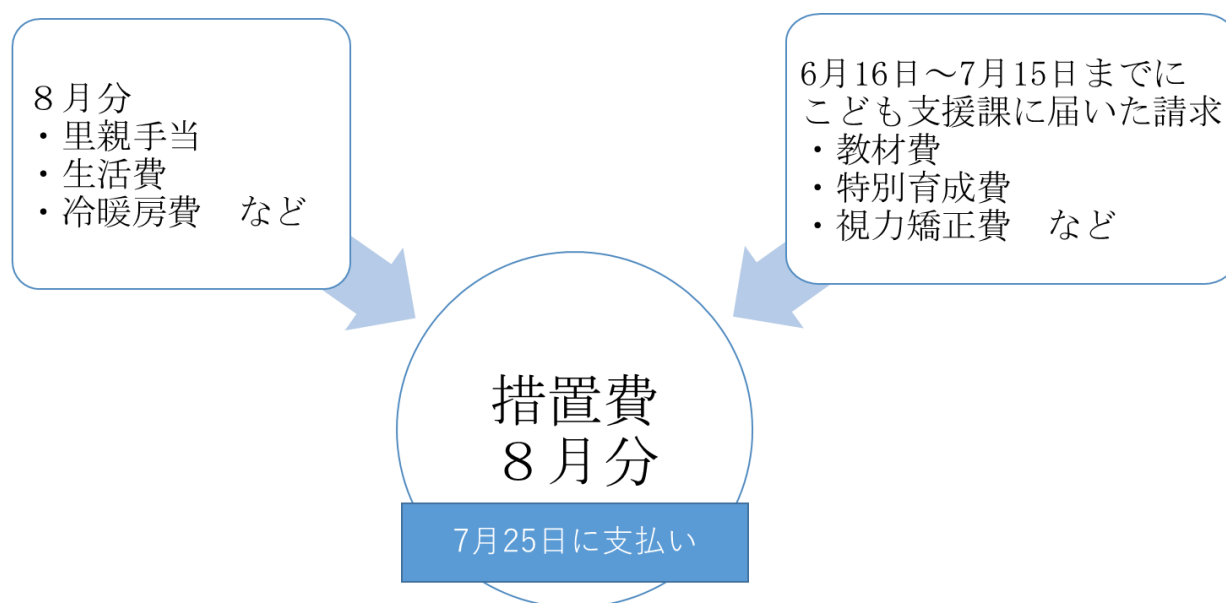 ８月分
・里親手当
・生活費
・冷暖房費　など
6月16日～7月15日までに
こども支援課に届いた請求
・教材費
・特別育成費
・視力矯正費　など
措置費
８月分
7月25日に支払い